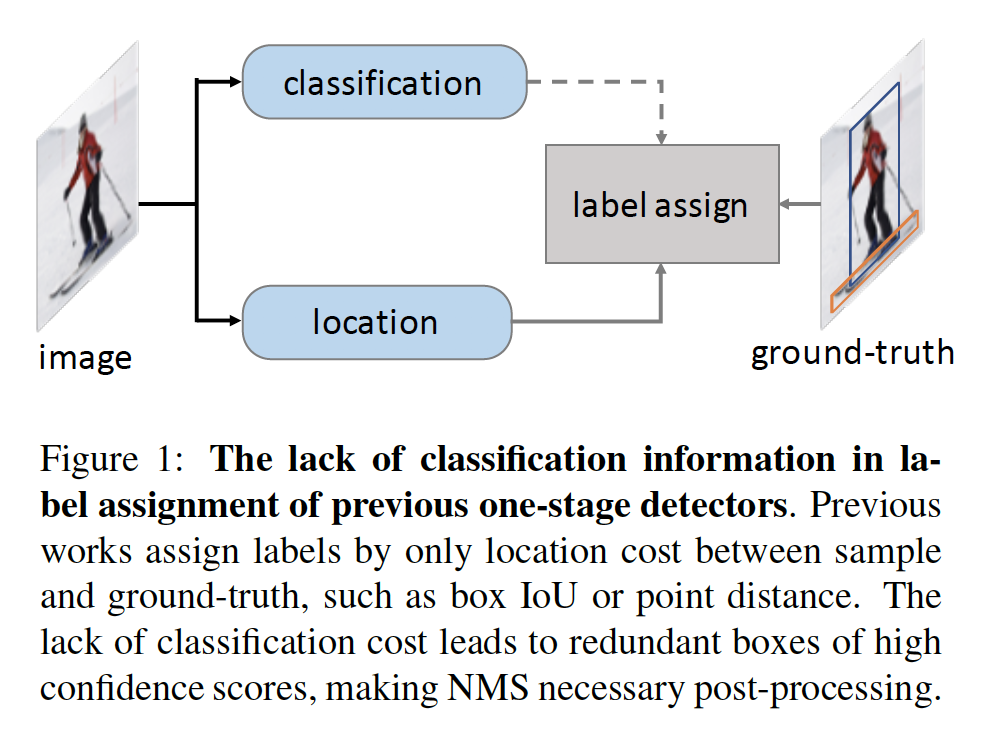 classification
label assign
location
image
ground-truth
Figure 1: The lack of classification information in la-
bel assignment of previous one-stage detectors. Previous
works assign labels by only location cost between sample
and ground-truth, such as box IoU or point distance. The
lack of classification cost leads to redundant boxes of high
confidence scores, making NMS necessary post-processing.